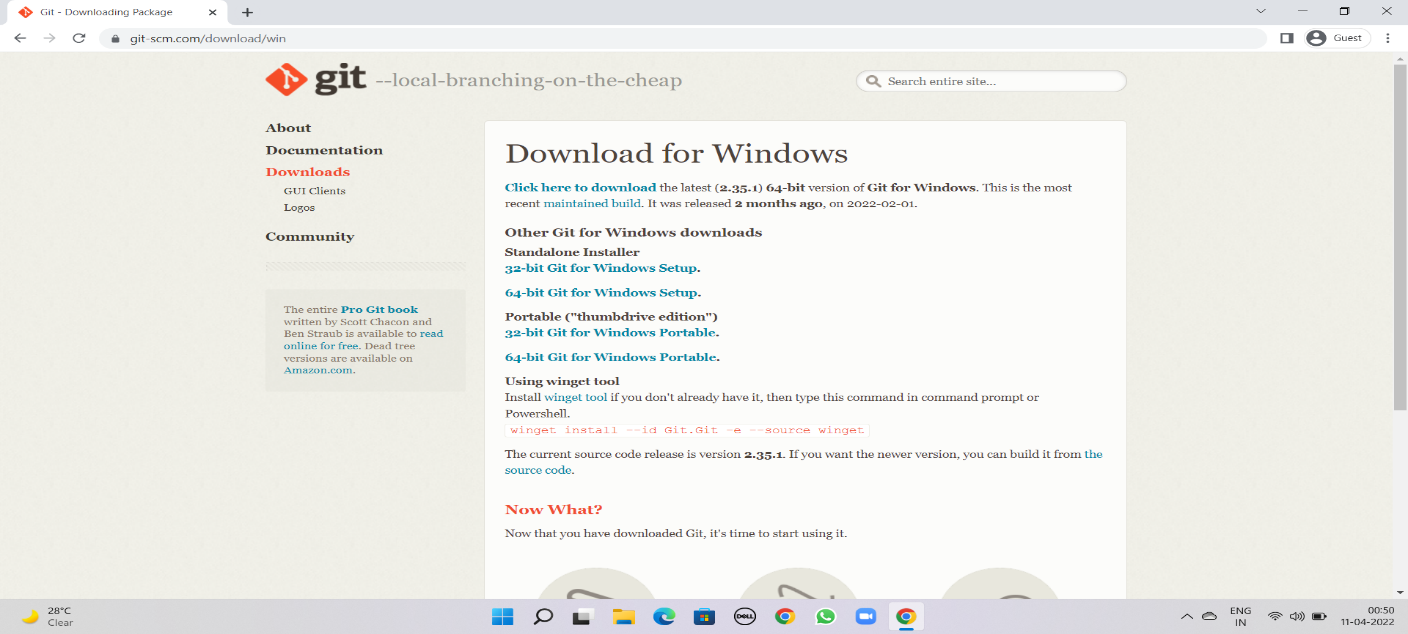 Git - Downloading Package
git-scm.com/download/win
Guest
git --local-branching-on-the-cheap
Search entire site...
About
Documentation
Downloads
GUI Clients
Logos
Community
The entire Pro Git book
written by Scott Chacon and
Ben Straub is available to read
online for free. Dead tree
versions are available on
Amazon.com.
Download for Windows
Click here to download the latest (2.35.1) 64-bit version of Git for Windows. This is the most
recent maintained build. It was released 2 months ago, on 2022-02-01.
Other Git for Windows downloads
Standalone Installer
32-bit Git for Windows Setup.
64-bit Git for Windows Setup.
Portable ("thumbdrive edition")
32-bit Git for Windows Portable.
64-bit Git for Windows Portable.
Using winget tool
Install winget tool if you don't already have it, then type this command in command prompt or
Powershell.
winget install --id Git.Git -e --source winget
The current source code release is version 2.35.1. If you want the newer version, you can build it from the
source code.
Now What?
Now that you have downloaded Git, it's time to start using it.
28°C
Clear
DELL
ENG
IN
00:50
11-04-2022